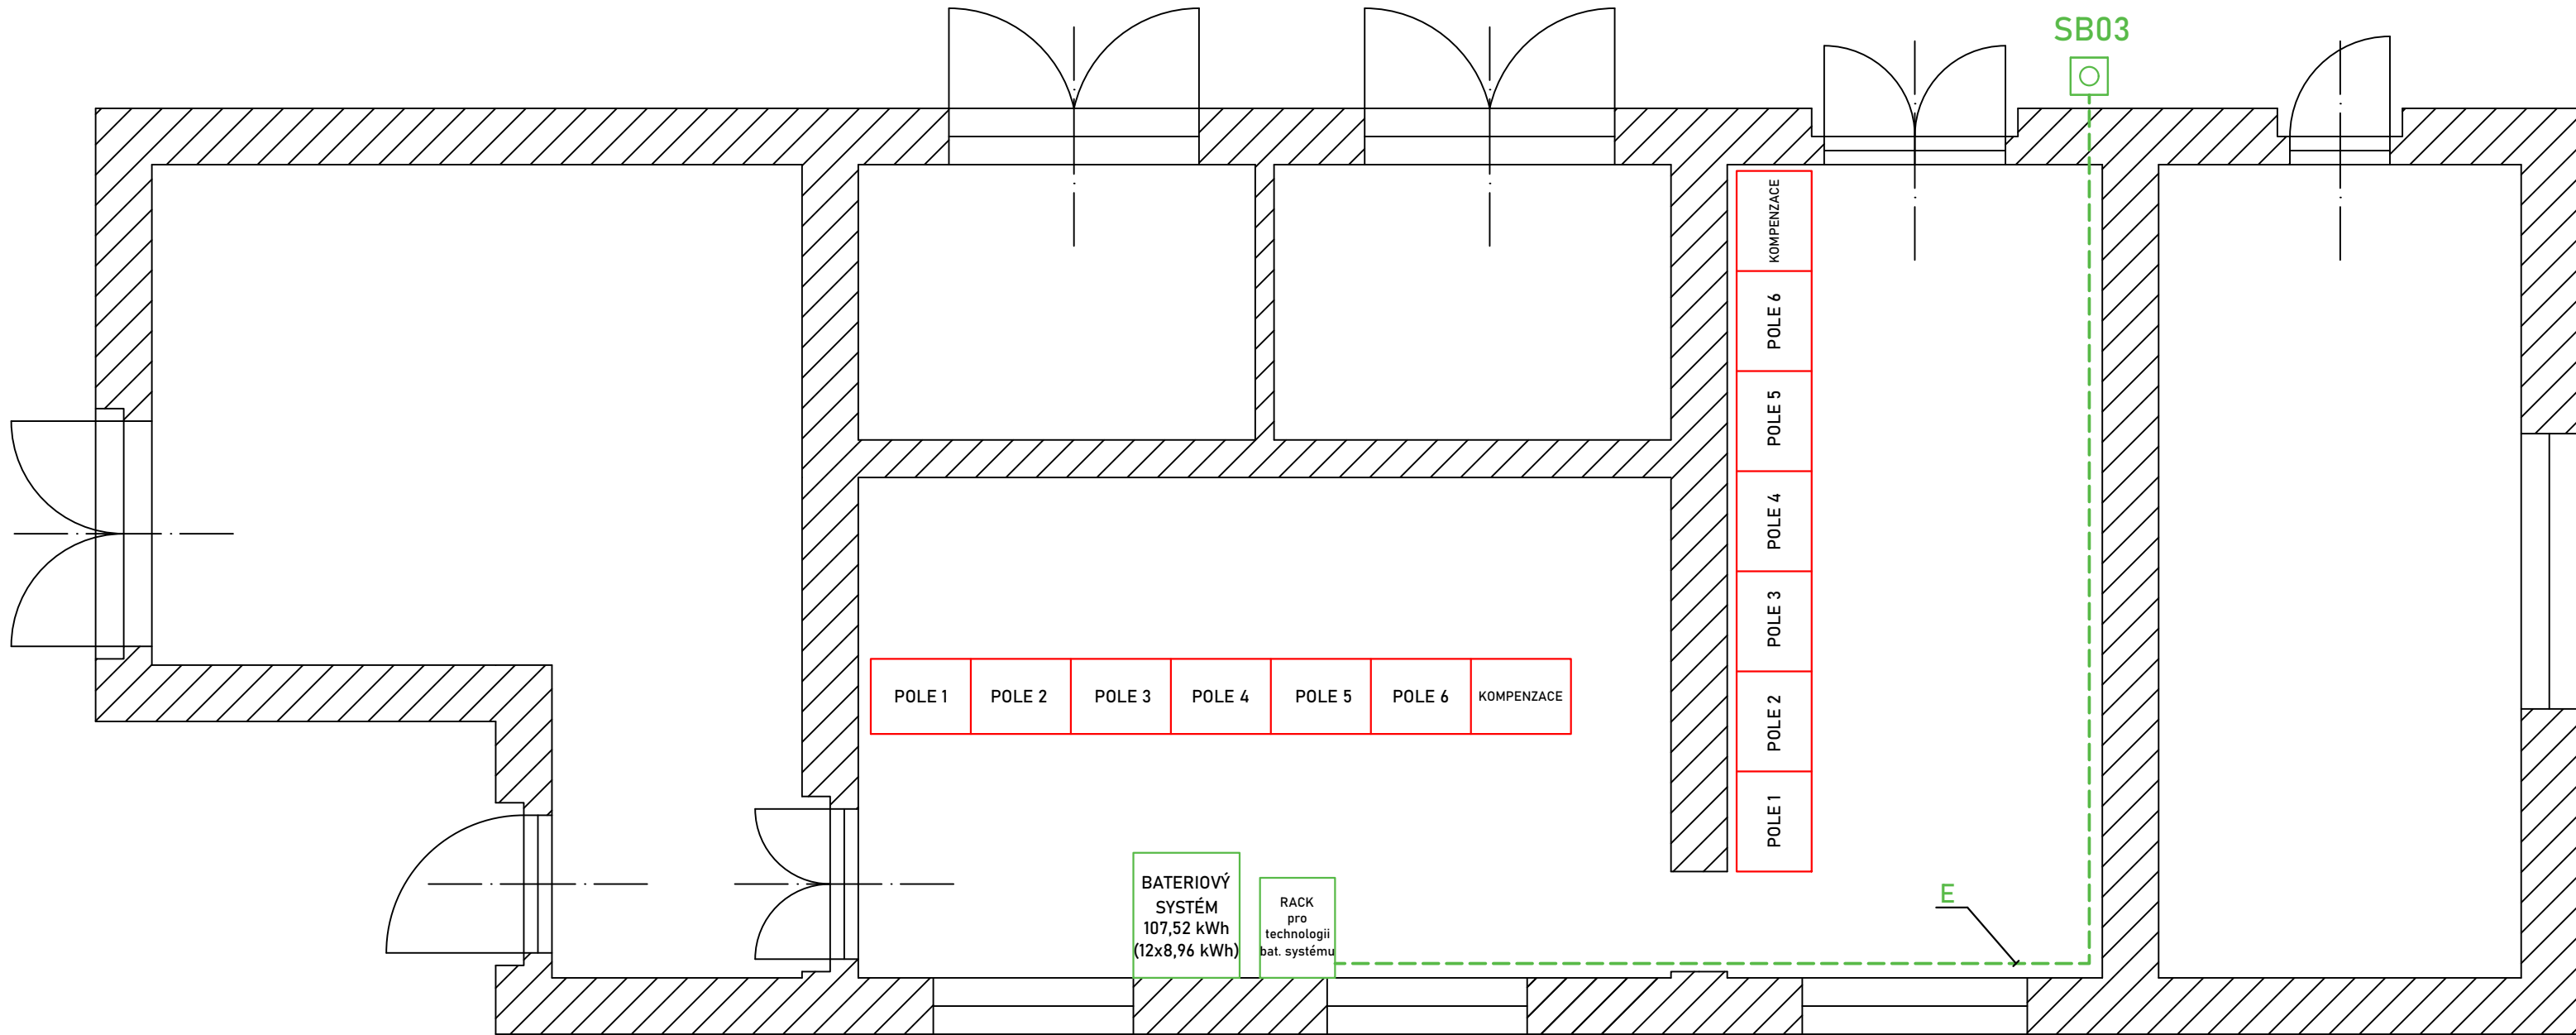 SB03
KOMPENZACE
POLE 6
POLE 5
POLE 4
POLE 3
POLE 2
POLE 1
POLE 1
POLE 2
POLE 3
POLE 4
POLE 5
POLE 6
KOMPENZACE
BATERIOVÝ
SYSTÉM
107,52 kWh
(12x8,96 kWh)
RACK
pro
technologii
bat. systému
E